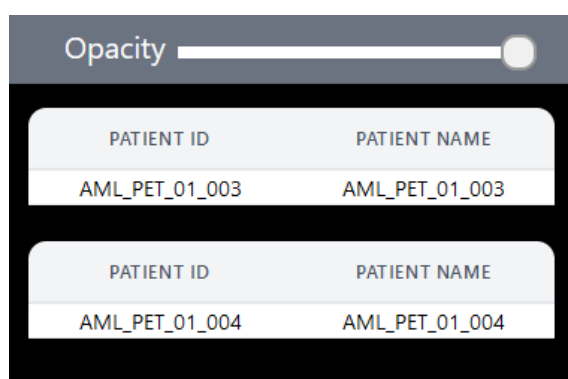 Opacity
PATIENT ID PATIENT NAME
AML_PET_01_003 AML_PET_01_003
PATIENT ID PATIENT NAME
AML_PET_01_004 AML_PET_01_004